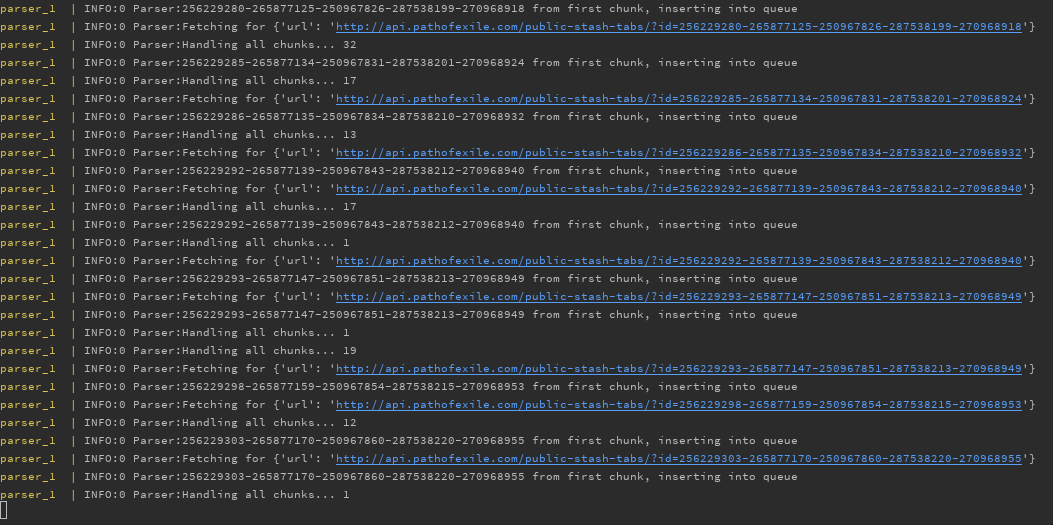 parser_1 | INFO:0 Parser:256229280-265877125-250967826-287538199-270968918 from first chunk, inserting into queue
parser_1 | INFO:0 Parser:Fetching for {'url': 'http://api.pathofexile.com/public-stash-tabs/?id=256229280-265877125-250967826-287538199-270968918'}
parser_1 | INFO:0 Parser:Handling all chunks... 32
parser_1 | INFO:0 Parser:256229285-265877134-250967831-287538201-270968924 from first chunk, inserting into queue
parser_1 | INFO:0 Parser:Handling all chunks... 17
parser_1 | INFO:0 Parser:Fetching for {'url': 'http://api.pathofexile.com/public-stash-tabs/?id=256229285-265877134-250967831-287538201-270968924'}
parser_1 | INFO:0 Parser:256229286-265877135-250967834-287538210-270968932 from first chunk, inserting into queue
parser_1 | INFO:0 Parser:Handling all chunks... 13
parser_1 | INFO:0 Parser:Fetching for {'url': 'http://api.pathofexile.com/public-stash-tabs/?id=256229286-265877135-250967834-287538210-270968932'}
parser_1 | INFO:0 Parser:256229292-265877139-250967843-287538212-270968940 from first chunk, inserting into queue
parser_1 | INFO:0 Parser:Fetching for {'url': 'http://api.pathofexile.com/public-stash-tabs/?id=256229292-265877139-250967843-287538212-270968940'}
parser_1 | INFO:0 Parser:Handling all chunks... 17
parser_1 | INFO:0 Parser:256229292-265877139-250967843-287538212-270968940 from first chunk, inserting into queue
parser_1 | INFO:0 Parser:Handling all chunks... 1
parser_1 | INFO:0 Parser:Fetching for {'url': 'http://api.pathofexile.com/public-stash-tabs/?id=256229292-265877139-250967843-287538212-270968940'}
parser_1 | INFO:0 Parser:256229293-265877147-250967851-287538213-270968949 from first chunk, inserting into queue
parser_1 | INFO:0 Parser:Fetching for {'url': 'http://api.pathofexile.com/public-stash-tabs/?id=256229293-265877147-250967851-287538213-270968949'}
parser_1 | INFO:0 Parser:256229293-265877147-250967851-287538213-270968949 from first chunk, inserting into queue
parser_1 | INFO:0 Parser:Handling all chunks... 1
parser_1 | INFO:0 Parser:Handling all chunks... 19
parser_1 | INFO:0 Parser:Fetching for {'url': 'http://api.pathofexile.com/public-stash-tabs/?id=256229293-265877147-250967851-287538213-270968949'}
parser_1 | INFO:0 Parser:256229298-265877159-250967854-287538215-270968953 from first chunk, inserting into queue
parser_1 | INFO:0 Parser:Fetching for {'url': 'http://api.pathofexile.com/public-stash-tabs/?id=256229298-265877159-250967854-287538215-270968953'}
parser_1 | INFO:0 Parser:Handling all chunks... 12
parser_1 | INFO:0 Parser:256229303-265877170-250967860-287538220-270968955 from first chunk, inserting into queue
parser_1 | INFO:0 Parser:Fetching for {'url': 'http://api.pathofexile.com/public-stash-tabs/?id=256229303-265877170-250967860-287538220-270968955'}
parser_1 | INFO:0 Parser:256229303-265877170-250967860-287538220-270968955 from first chunk, inserting into queue
parser_1 | INFO:0 Parser:Handling all chunks... 1